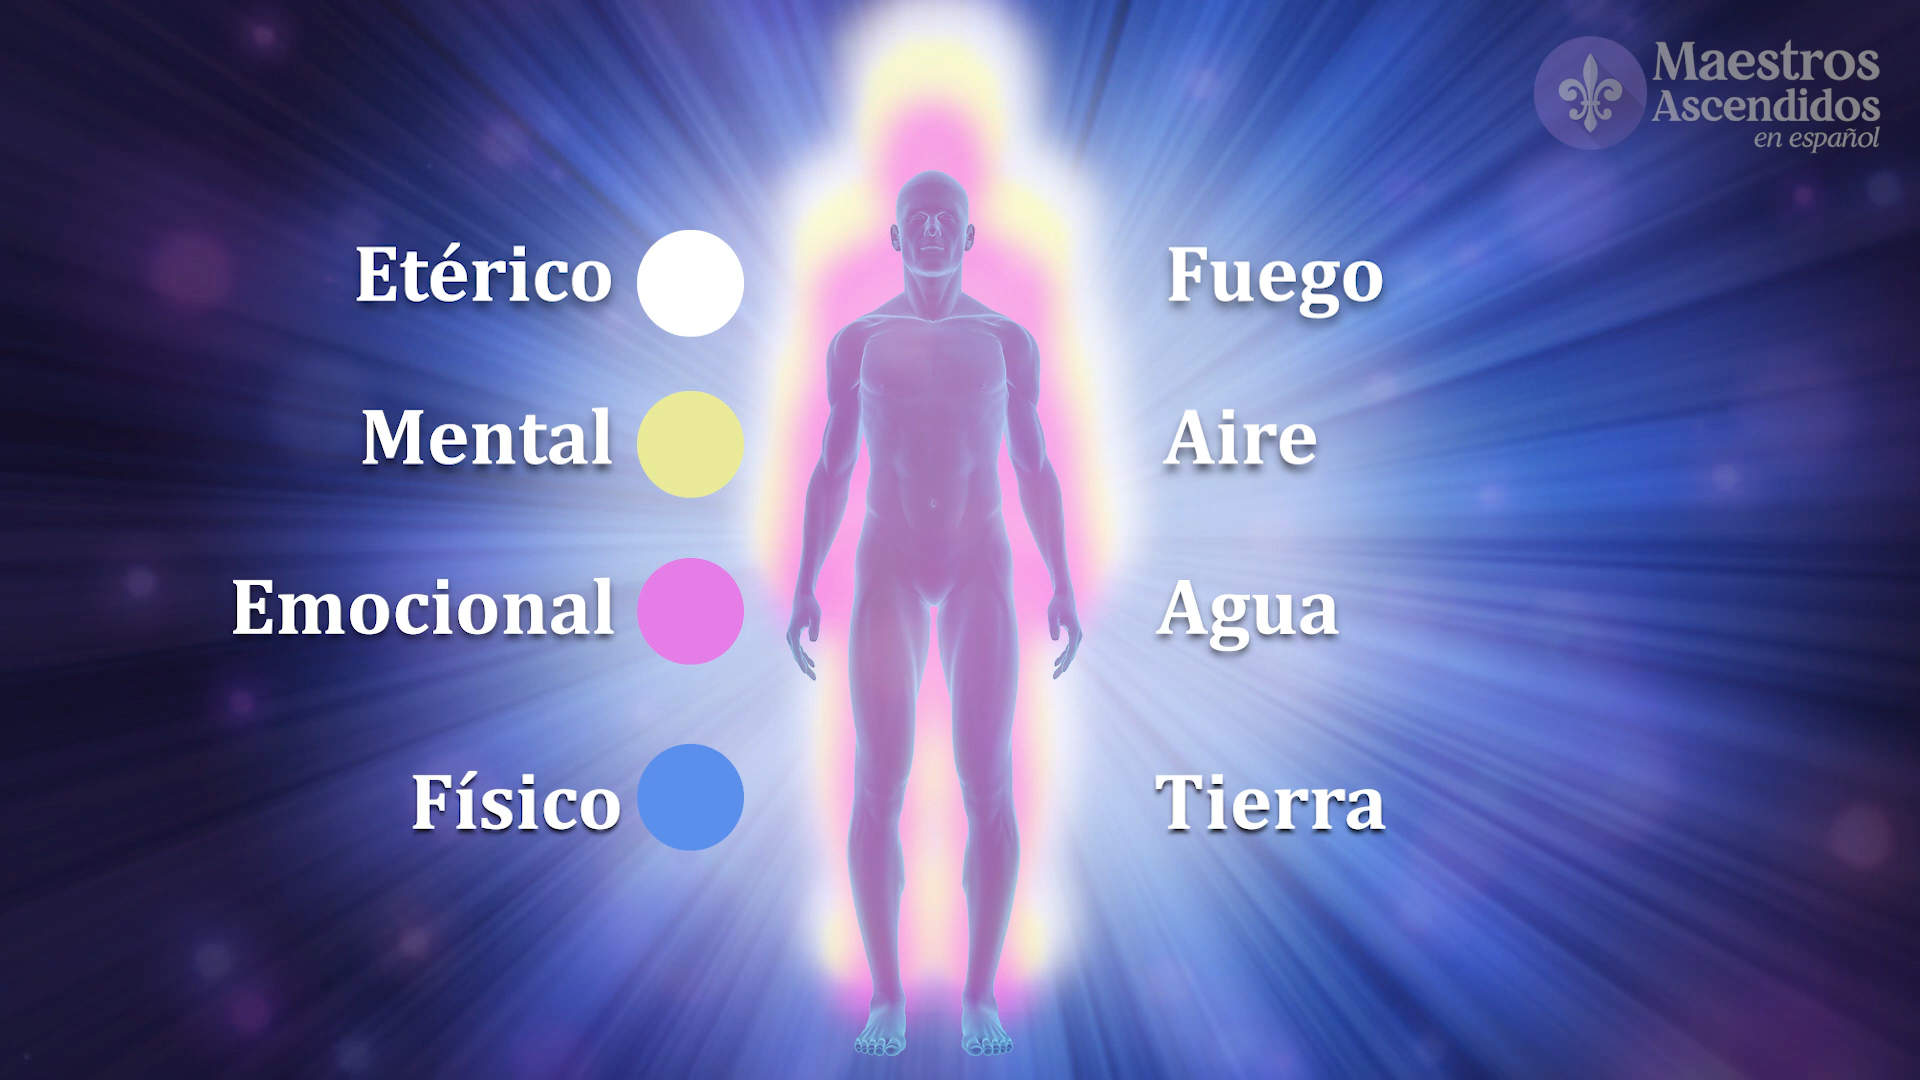 Maestros
Ascendidos
en español
Etérico Fuego
Mental Aire
Emocional Agua
Físico Tierra